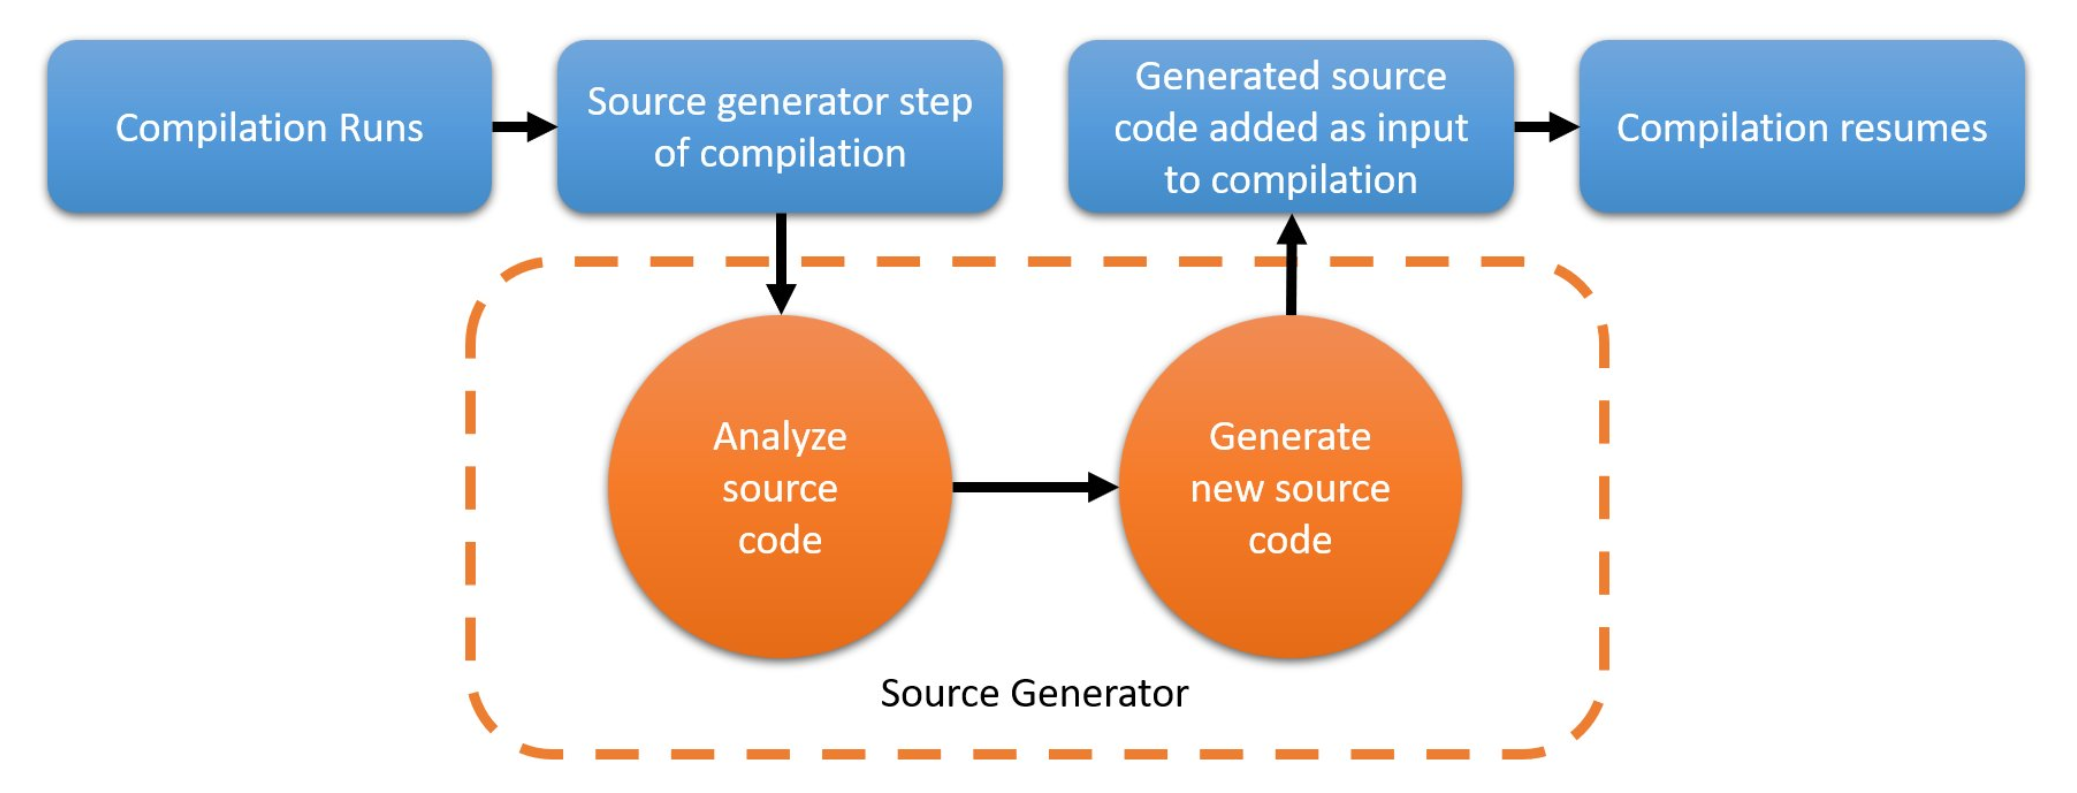 Compilation Runs
Source generator step
of compilation
Generated source
code added as input
to compilation
Compilation resumes
Analyze
source
code
Generate
new source
code
Source Generator